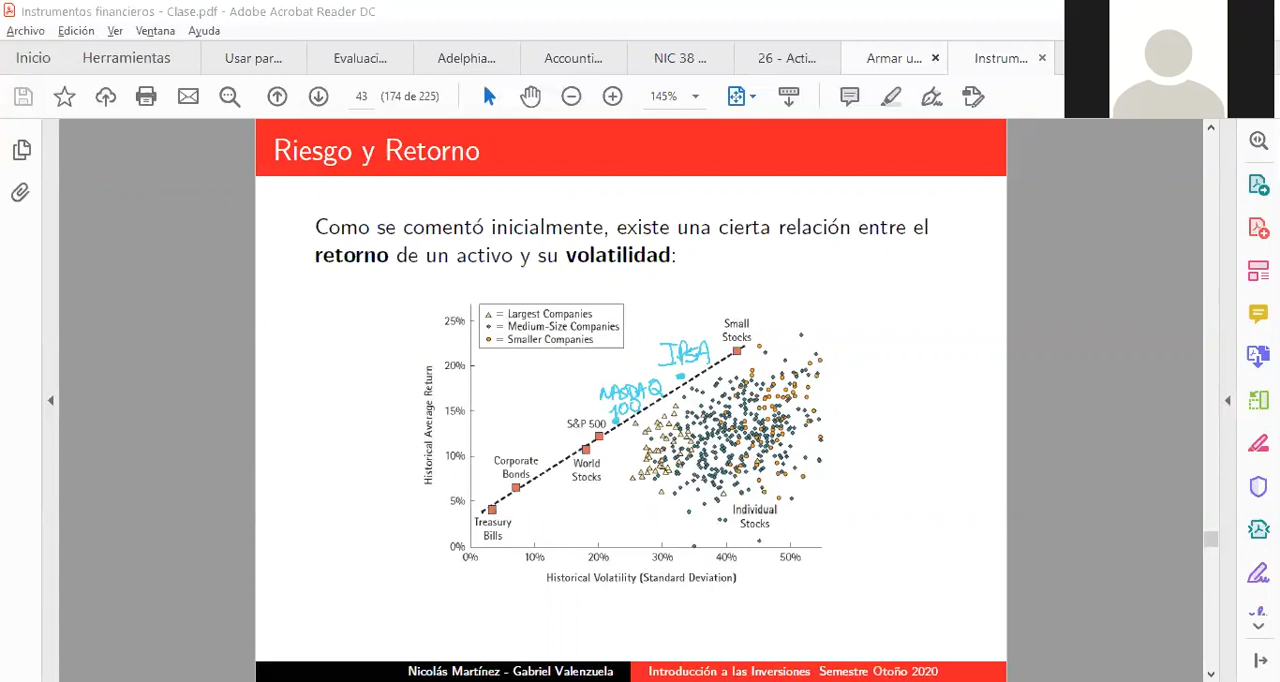 Instrumentos financieros - Clase.pdf - Adobe Acrobat Reader DC
Archivo Edición Ver Ventana Ayuda
Inicio Herramientas Usar par... Evaluaci... Adelphia... Accounti... NIC 38 ... 26 - Acti... Armar u... × Instrum... ×
43 (174 de 225) 145%
Riesgo y Retorno
Como se comentó inicialmente, existe una cierta relación entre el
retorno de un activo y su volatilidad:
25%
20%
15%
10%
5%
0%
Historical Average Return
= Largest Companies
= Medium-Size Companies
= Smaller Companies
Small
Stocks
IPSA
NASDAQ
100
S&P 500
World
Stocks
Corporate
Bonds
Treasury
Bills
Individual
Stocks
0% 10% 20% 30% 40% 50%
Historical Volatility (Standard Deviation)
Nicolás Martínez - Gabriel Valenzuela Introducción a las Inversiones Semestre Otoño 2020